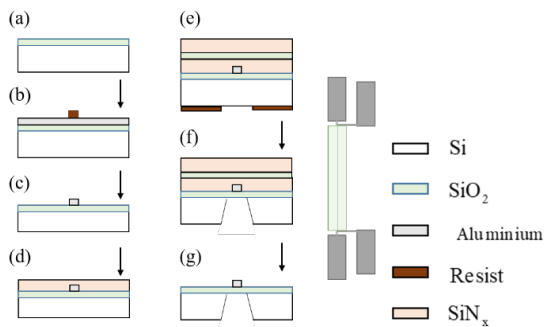 (a)
(b)
(c)
(d)
(e)
(f)
(g)
Si
SiO2
Aluminium
Resist
SiNx